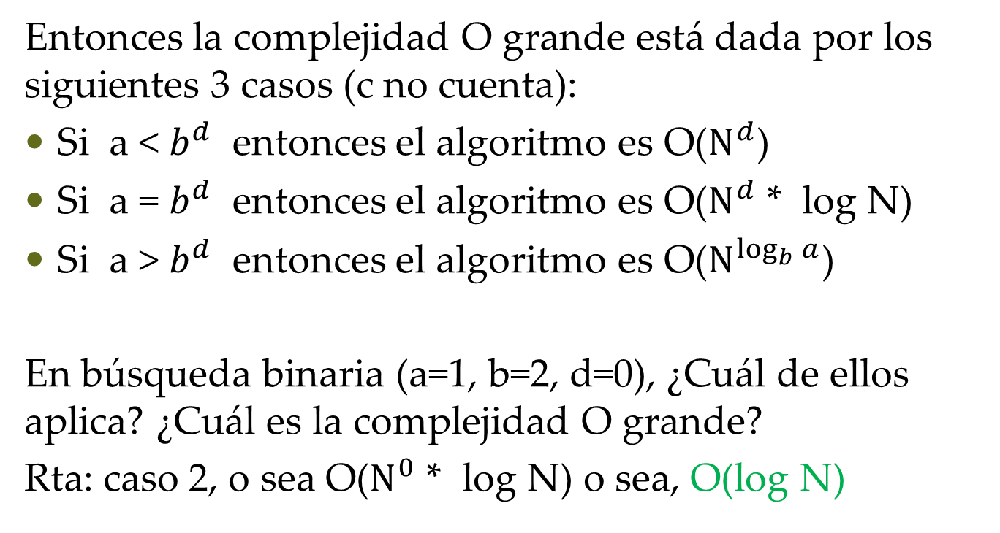 Entonces la complejidad O grande está dada por los
siguientes 3 casos (c no cuenta):
• Si a < b^d entonces el algoritmo es O(N^d)
• Si a = b^d entonces el algoritmo es O(N^d * log N)
• Si a > b^d entonces el algoritmo es O(N^(log_b a))
En búsqueda binaria (a=1, b=2, d=0), ¿Cuál de ellos
aplica? ¿Cuál es la complejidad O grande?
Rta: caso 2, o sea O(N^0 * log N) o sea, O(log N)